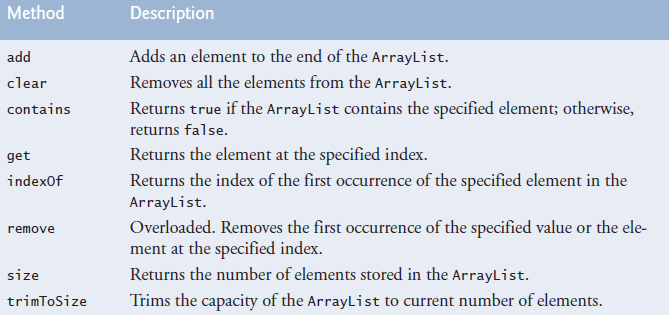 Method Description
add Adds an element to the end of the ArrayList.
clear Removes all the elements from the ArrayList.
contains Returns true if the ArrayList contains the specified element; otherwise,
returns false.
get Returns the element at the specified index.
indexOf Returns the index of the first occurrence of the specified element in the
ArrayList.
remove Overloaded. Removes the first occurrence of the specified value or the ele-
ment at the specified index.
size Returns the number of elements stored in the ArrayList.
trimToSize Trims the capacity of the ArrayList to current number of elements.